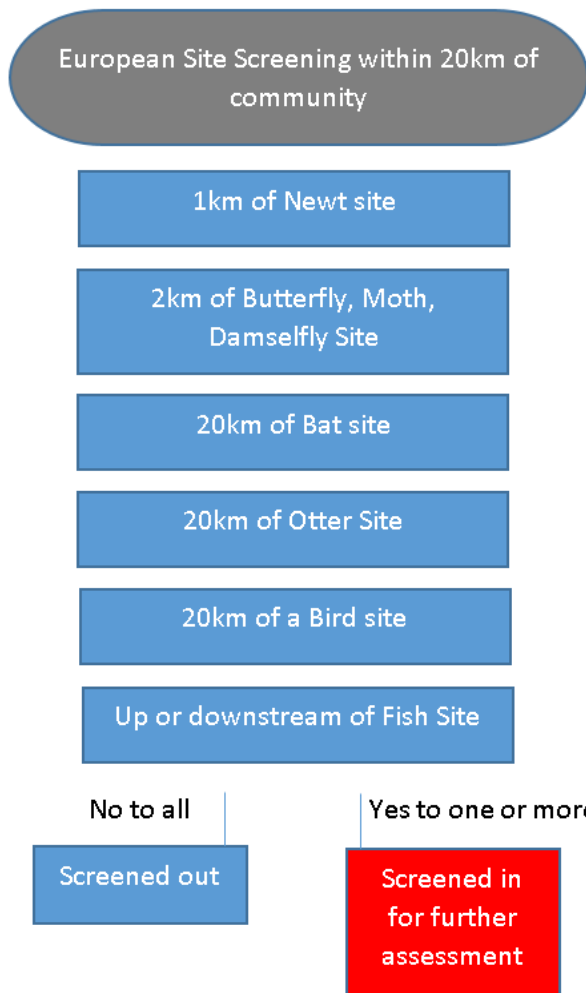 European Site Screening within 20km of
community
1km of Newt site
2km of Butterfly, Moth,
Damselfly Site
20km of Bat site
20km of Otter Site
20km of a Bird site
Up or downstream of Fish Site
No to all
Yes to one or more
Screened out
Screened in
for further
assessment